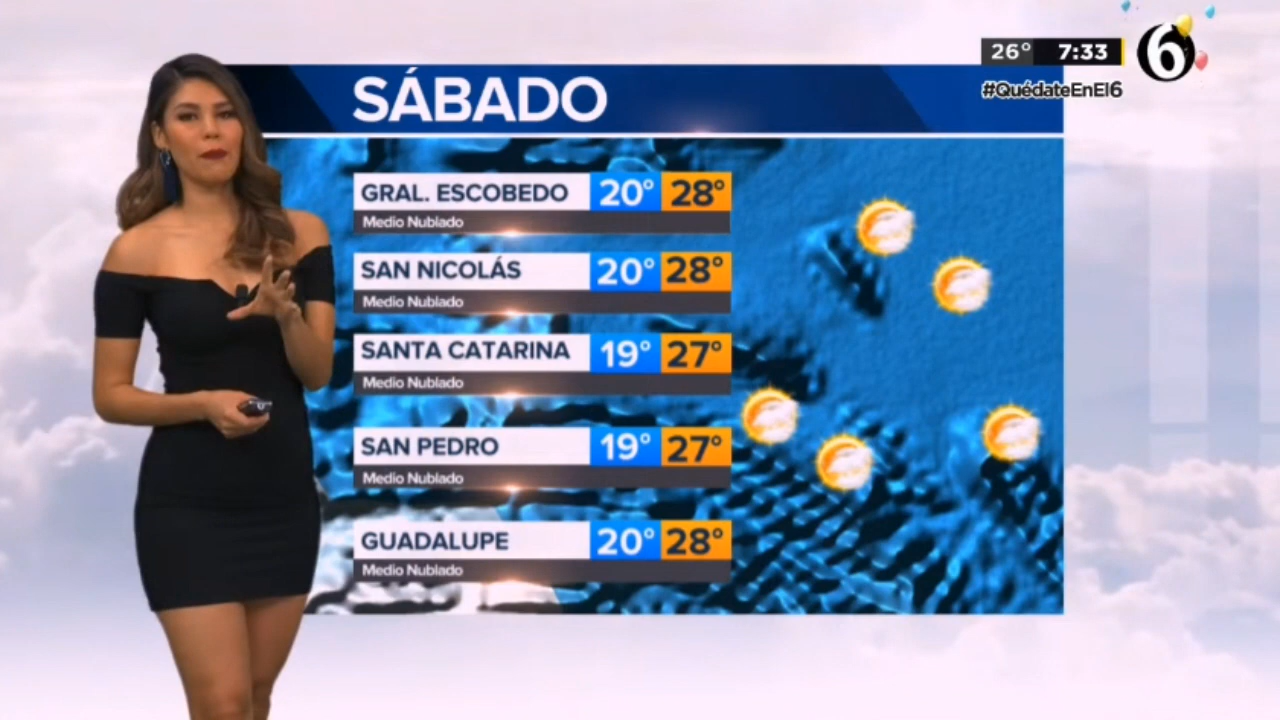 26° 7:33 6
#QuédateEnEl6
SÁBADO
GRAL. ESCOBEDO 20° 28°
Medio Nublado
SAN NICOLÁS 20° 28°
Medio Nublado
SANTA CATARINA 19° 27°
Medio Nublado
SAN PEDRO 19° 27°
Medio Nublado
GUADALUPE 20° 28°
Medio Nublado